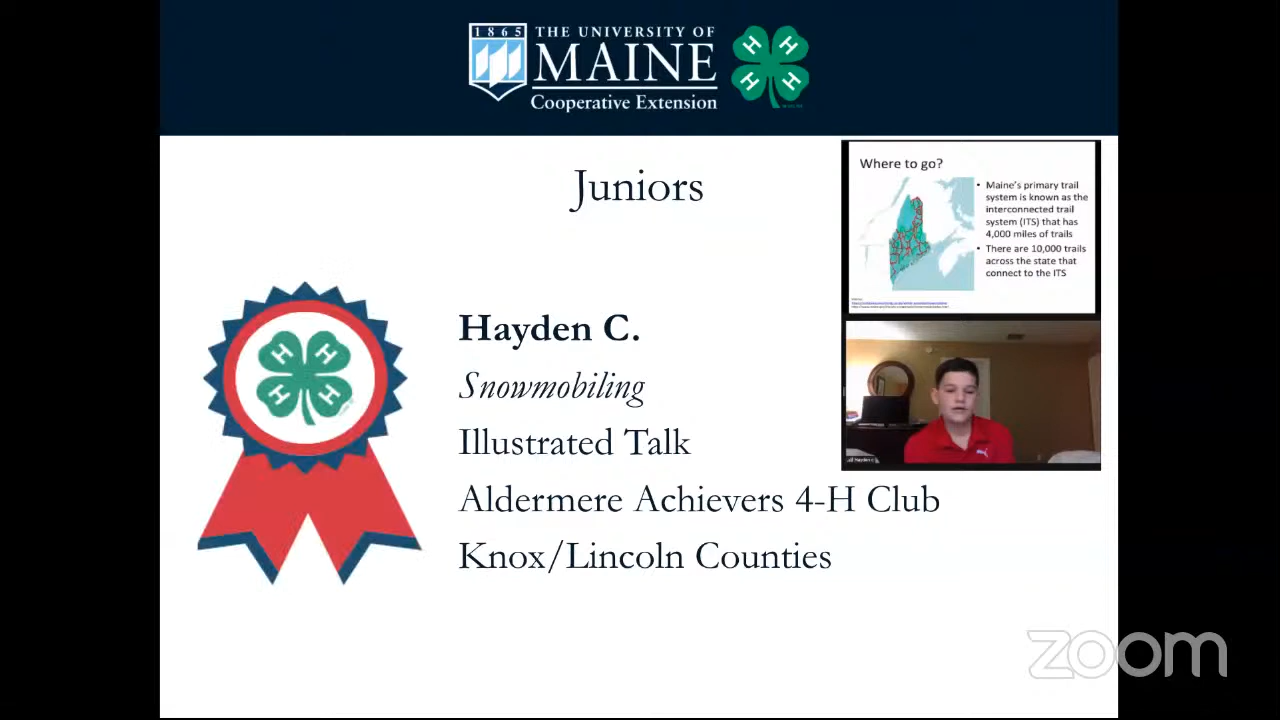 1865
THE UNIVERSITY OF
MAINE
Cooperative Extension
H H
H H
Juniors
Where to go?
• Maine's primary trail
system is known as the
interconnected trail
system (ITS) that has
4,000 miles of trails
• There are 10,000 trails
across the state that
connect to the ITS
H H
H H
Hayden C.
Snowmobiling
Illustrated Talk
Aldermere Achievers 4-H Club
Knox/Lincoln Counties
zoom